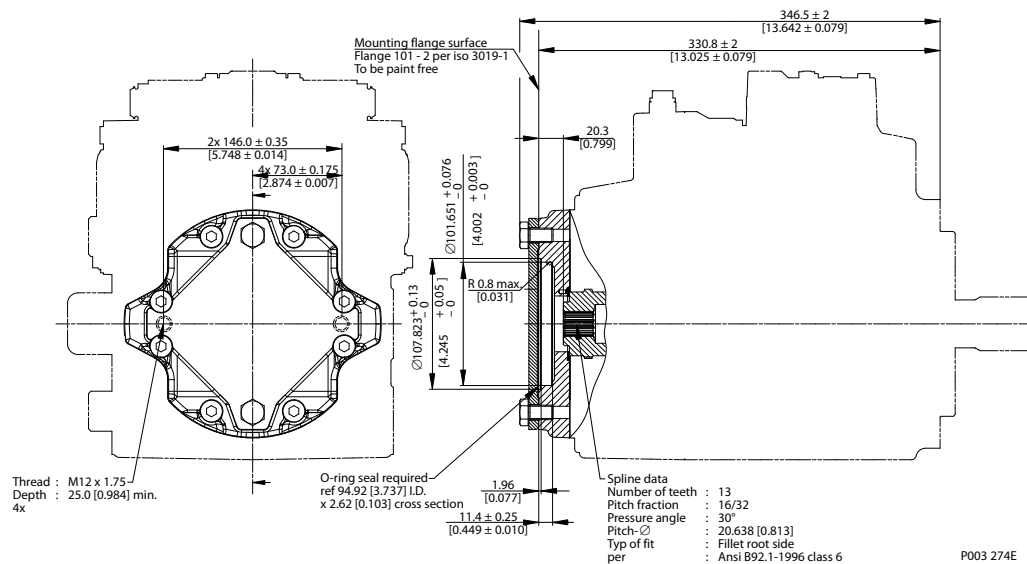 346.5 ± 2
[13.642 ± 0.079]
Mounting flange surface
Flange 101 - 2 per iso 3019-1
To be paint free
330.8 ± 2
[13.025 ± 0.079]
20.3
[0.799]
2x 146.0 ± 0.35
[5.748 ± 0.014]
4x 73.0 ± 0.175
[2.874 ± 0.007]
Ø101.651 + 0.076 - 0
[4.002 + 0.003 - 0 ]
R 0.8 max.
[0.031]
Ø107.823 + 0.13 - 0
[4.245 + 0.05 - 0 ]
Thread : M12 x 1.75
Depth : 25.0 [0.984] min.
4x
O-ring seal required
ref 94.92 [3.737] I.D.
x 2.62 [0.103] cross section
1.96
[0.077]
11.4 ± 0.25
[0.449 ± 0.010]
Spline data
Number of teeth : 13
Pitch fraction : 16/32
Pressure angle : 30°
Pitch-Ø : 20.638 [0.813]
Typ of fit : Fillet root side
per : Ansi B92.1-1996 class 6
P003 274E